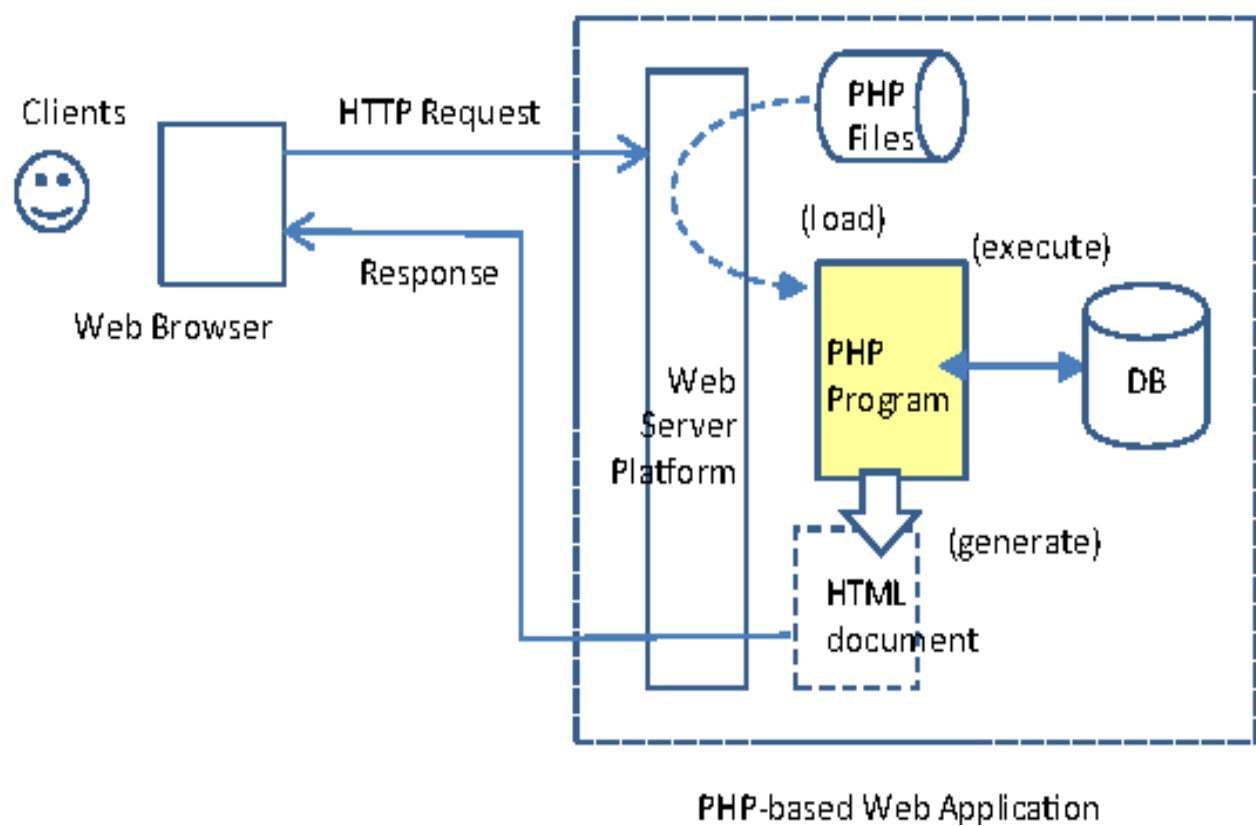 Clients
HTTP Request
PHP
Files
(load)
(execute)
Response
Web Browser
PHP
Program
DB
Web
Server
Platform
(generate)
HTML
document
PHP-based Web Application